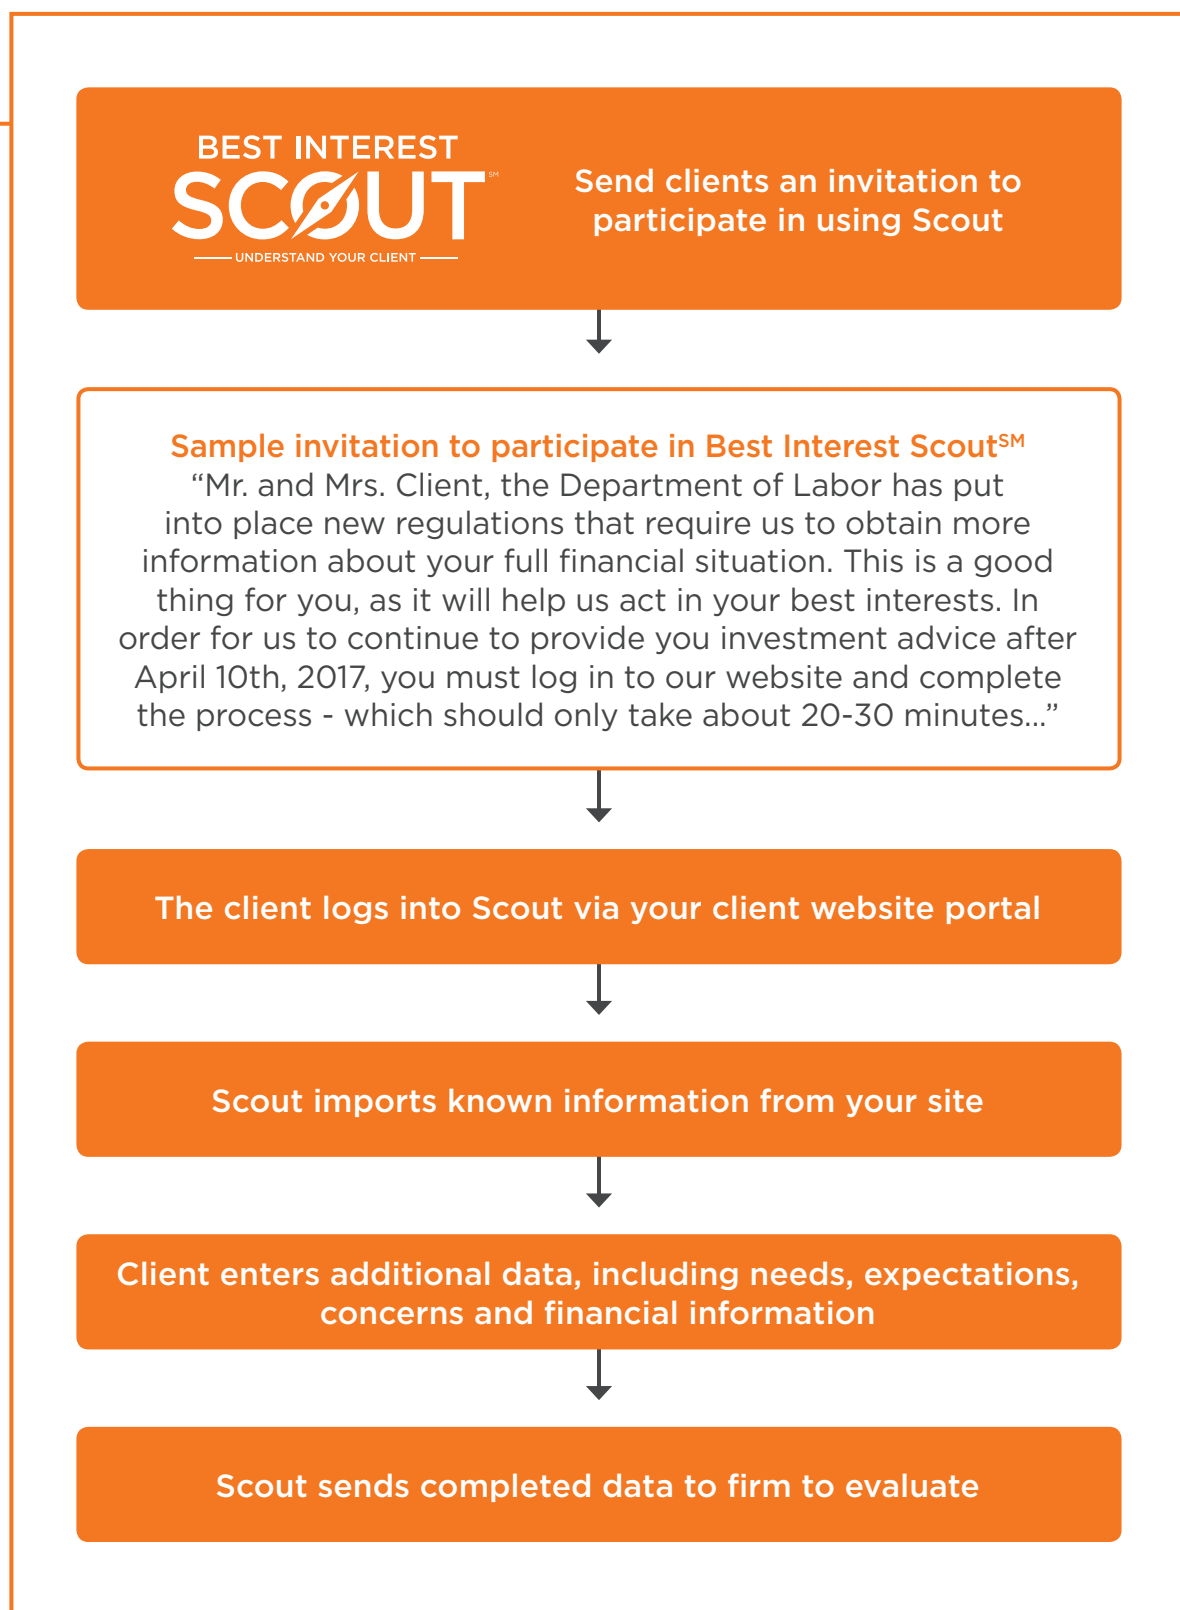 BEST INTEREST
SCOUT SM
UNDERSTAND YOUR CLIENT
Send clients an invitation to
participate in using Scout
Sample invitation to participate in Best Interest Scout SM
“Mr. and Mrs. Client, the Department of Labor has put
into place new regulations that require us to obtain more
information about your full financial situation. This is a good
thing for you, as it will help us act in your best interests. In
order for us to continue to provide you investment advice after
April 10th, 2017, you must log in to our website and complete
the process - which should only take about 20-30 minutes...”
The client logs into Scout via your client website portal
Scout imports known information from your site
Client enters additional data, including needs, expectations,
concerns and financial information
Scout sends completed data to firm to evaluate